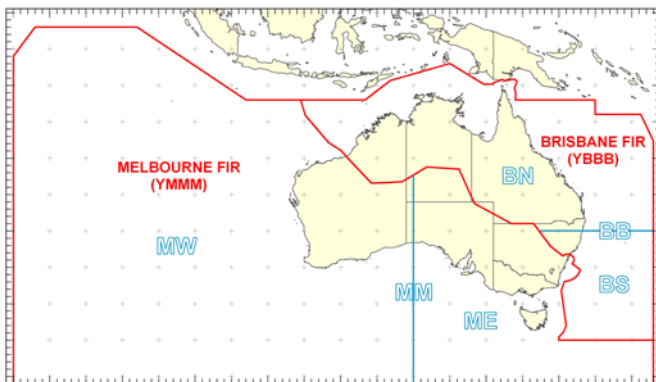 MELBOURNE FIR
(YMMM)
BRISBANE FIR
(YBBB)
BN
BB
MW
BS
MM
ME